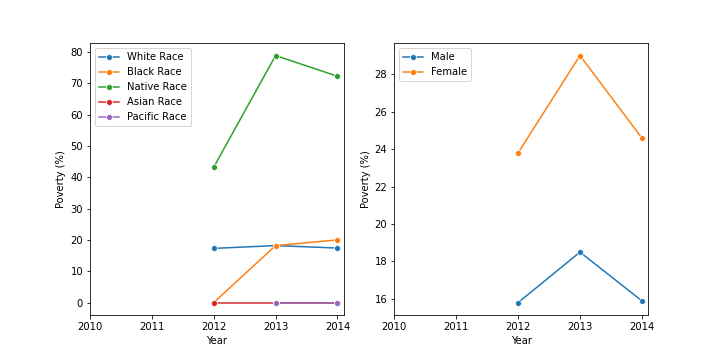 White Race
Black Race
Native Race
Asian Race
Pacific Race
80
70
60
50
40
30
20
10
0
Poverty (%)
2010 2011 2012 2013 2014
Year
Male
Female
28
26
24
22
20
18
16
Poverty (%)
2010 2011 2012 2013 2014
Year